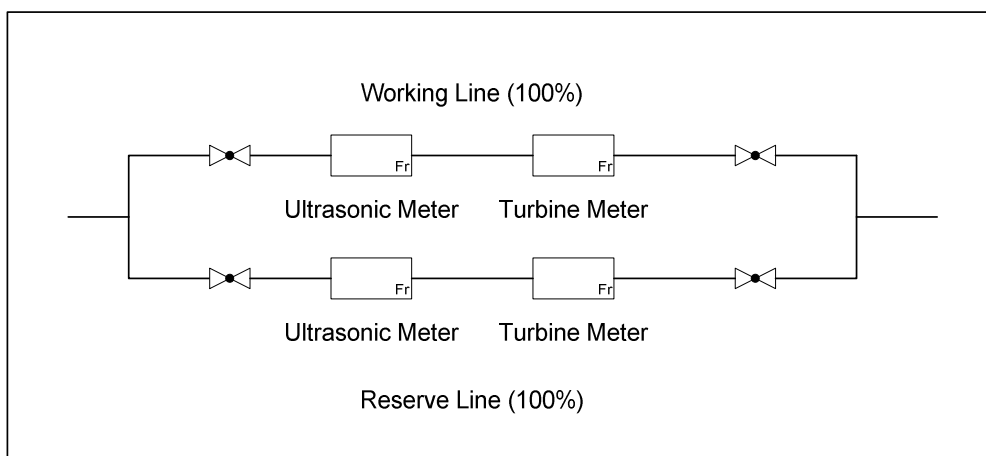 Working Line (100%)
Fr Fr
Ultrasonic Meter Turbine Meter
Fr Fr
Ultrasonic Meter Turbine Meter
Reserve Line (100%)